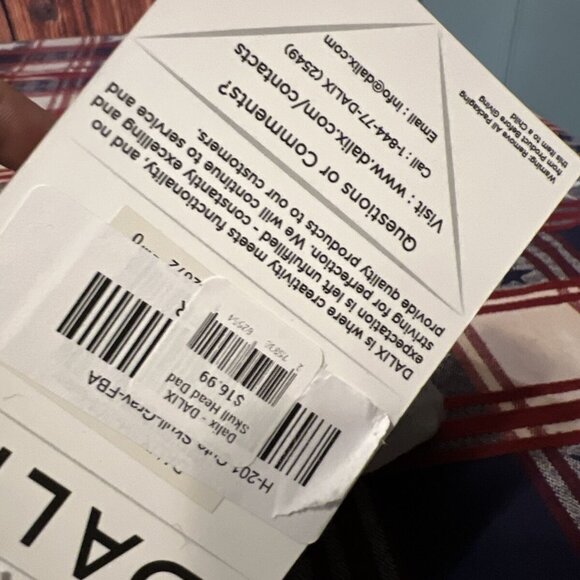 Warning: Remove All Packaging
from Product Before Giving
this Item to a Child
Questions or Comments?
Visit : www.dalix.com/contacts
Call : 1-844-77-DALIX (2549)
Email : info@dalix.com
DALIX is where creativity meets functionality, and no
expectation is left unfulfilled - constantly excelling and
striving for perfection. We will continue to service and
provide quality products to our customers.
Dalix - DALIX
Skull Head Dad
$16.99
H-201
-FBA
DALI